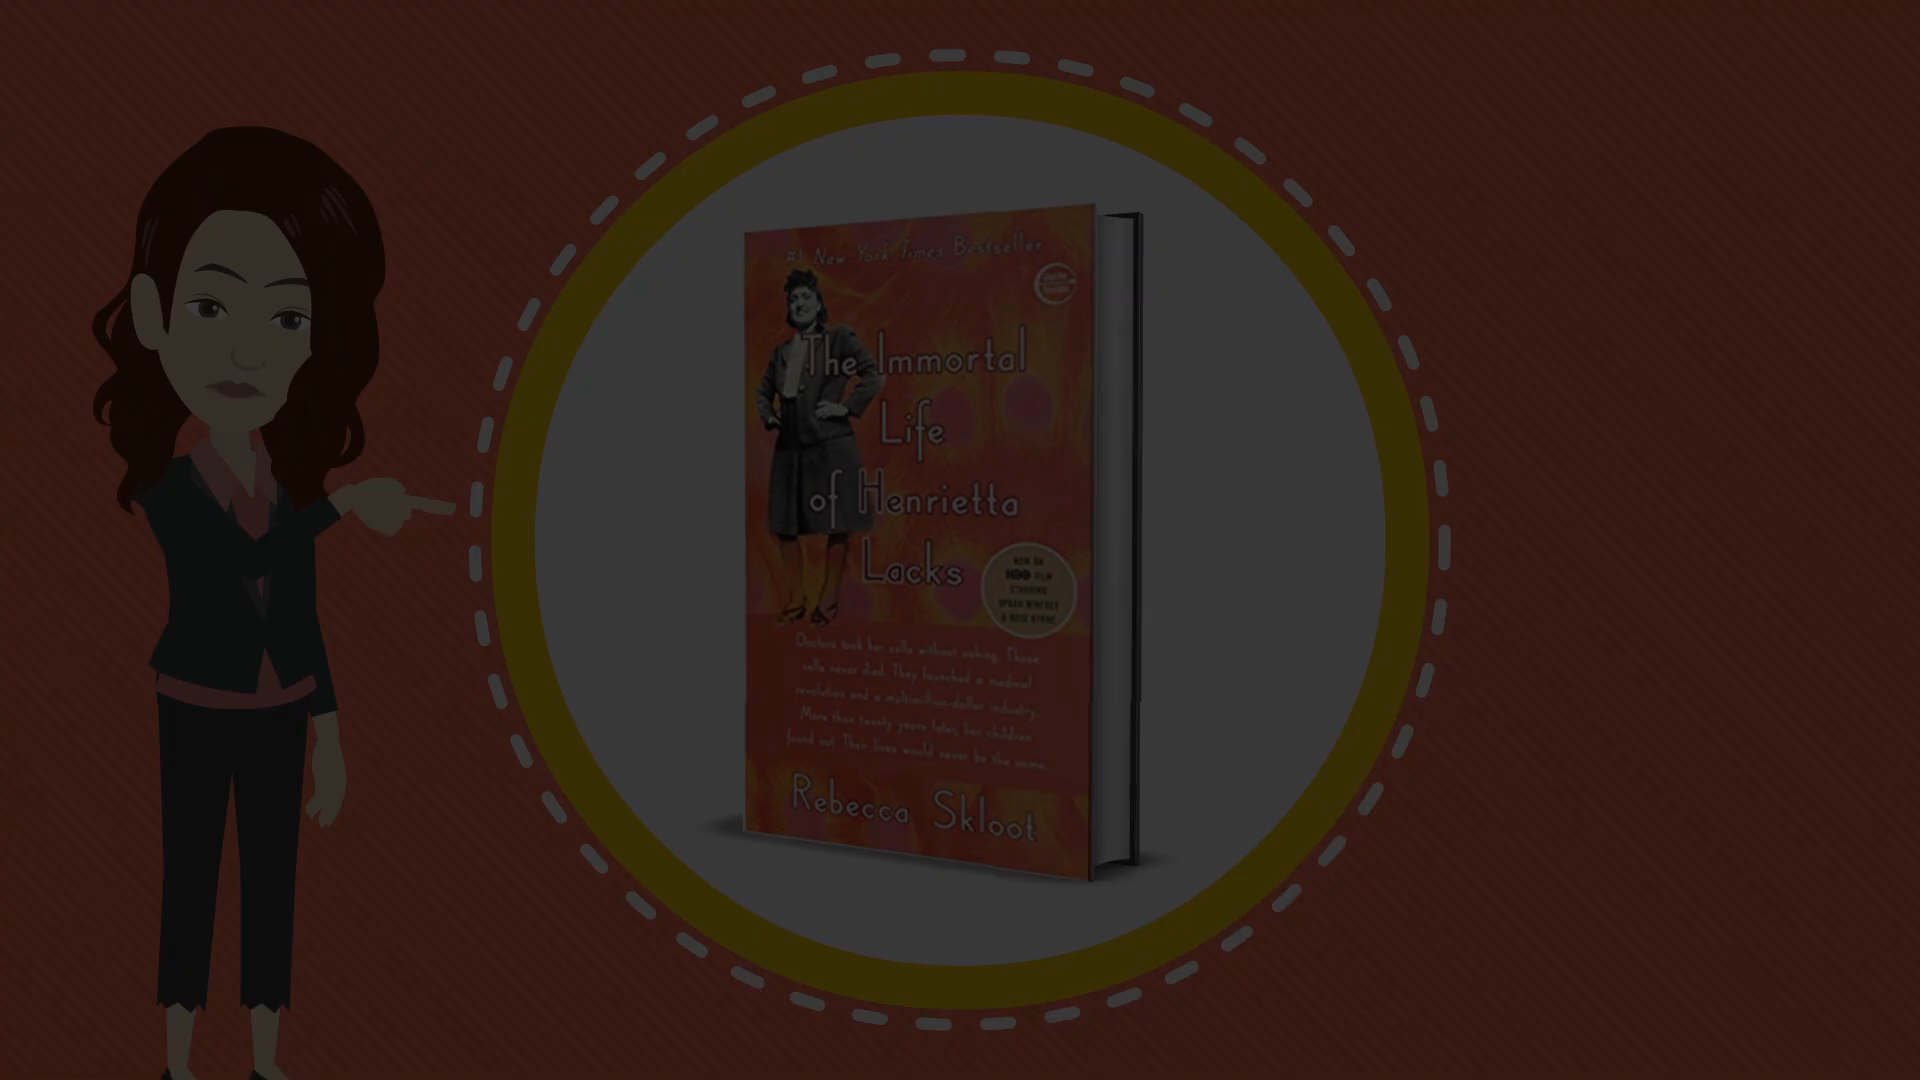 #1 New York Times Bestseller
The Immortal
Life
of Henrietta
Lacks
NOW AN
HBO FILM
STARRING
OPRAH WINFREY
& ROSE BYRNE
Doctors took her cells without asking. Those
cells never died. They launched a medical
revolution and a multimillion-dollar industry.
More than twenty years later, her children
found out. Their lives would never be the same.
Rebecca Skloot